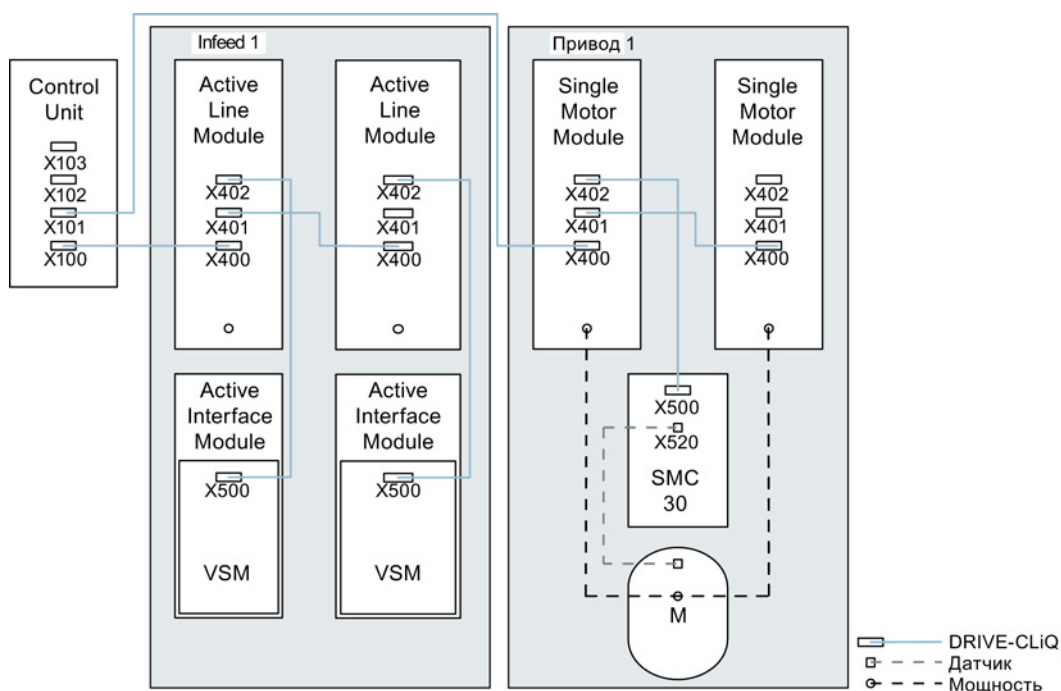 Control
Unit
X103
X102
X101
X100
Infeed 1
Active
Line
Module
X402
X401
X400
Active
Line
Module
X402
X401
X400
Active
Interface
Module
X500
VSM
Active
Interface
Module
X500
VSM
Привод 1
Single
Motor
Module
X402
X401
X400
Single
Motor
Module
X402
X401
X400
X500
X520
SMC
30
M
DRIVE-CLiQ
Датчик
Мощность